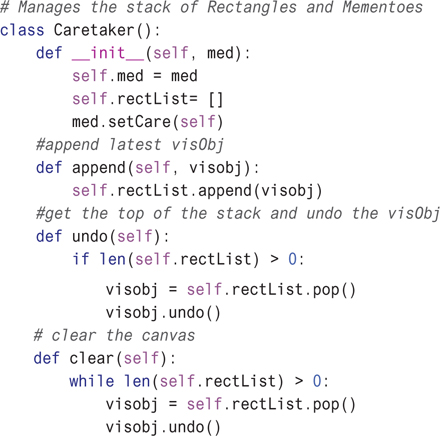 # Manages the stack of Rectangles and Mementoes
class Caretaker():
    def __init__(self, med):
        self.med = med
        self.rectList= []
        med.setCare(self)
    #append latest visObj
    def append(self, visobj):
        self.rectList.append(visobj)
    #get the top of the stack and undo the visObj
    def undo(self):
        if len(self.rectList) > 0:
            visobj = self.rectList.pop()
            visobj.undo()
    # clear the canvas
    def clear(self):
        while len(self.rectList) > 0:
            visobj = self.rectList.pop()
            visobj.undo()